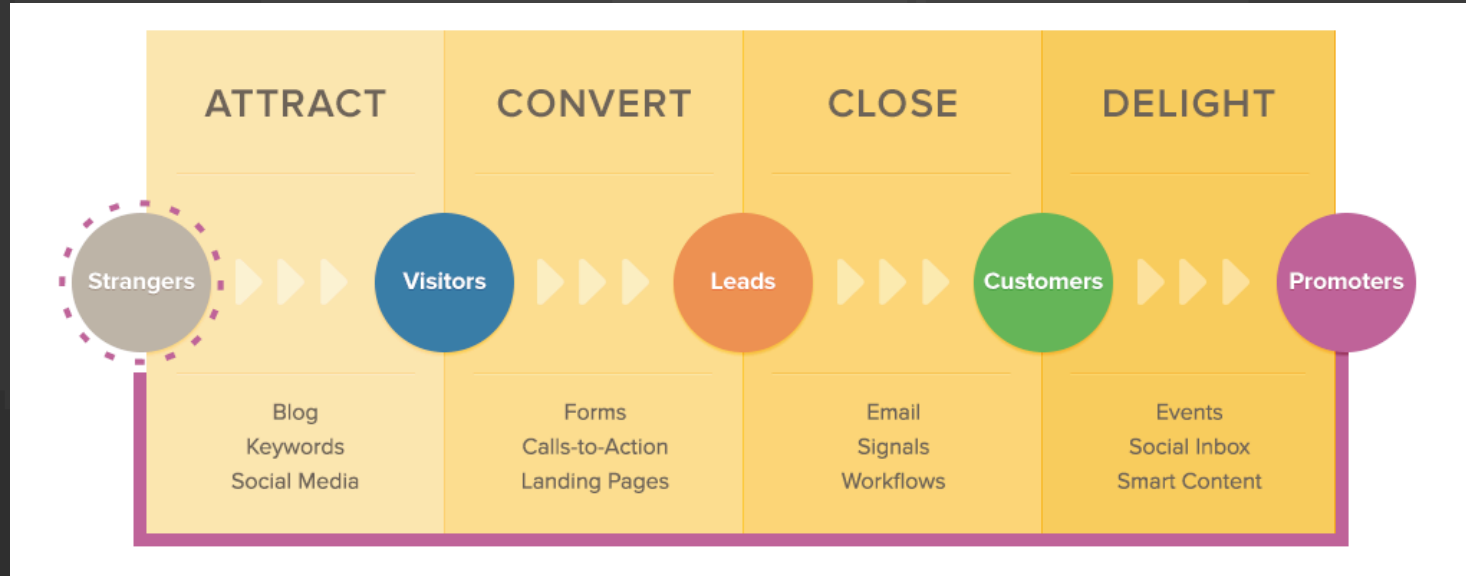 ATTRACT
CONVERT
CLOSE
DELIGHT
Strangers
Visitors
Leads
Customers
Promoters
Blog
Keywords
Social Media
Forms
Calls-to-Action
Landing Pages
Email
Signals
Workflows
Events
Social Inbox
Smart Content